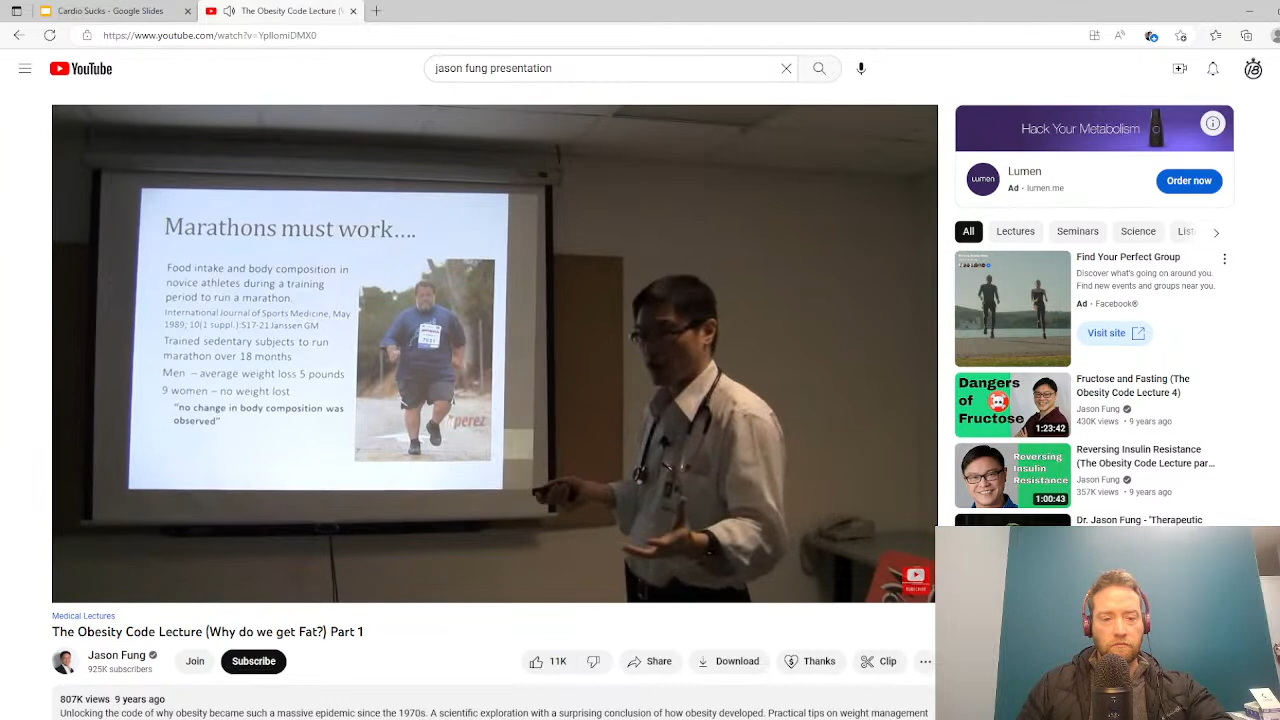 Cardio Sucks - Google Slides
The Obesity Code Lecture (
https://www.youtube.com/watch?v=YpllomiDMX0
YouTube
jason fung presentation
Marathons must work....
Food intake and body composition in
novice athletes during a training
period to run a marathon.
International Journal of Sports Medicine, May
1989; 10(1 suppl.):S17-21 Janssen GM
Trained sedentary subjects to run
marathon over 18 months
Men – average weight loss 5 pounds
9 women – no weight lost
"no change in body composition was
observed"
7031
perez
SUBSCRIBE
Medical Lectures
The Obesity Code Lecture (Why do we get Fat?) Part 1
Jason Fung
925K subscribers
Join
Subscribe
11K
Share
Download
Thanks
Clip
807K views 9 years ago
Unlocking the code of why obesity became such a massive epidemic since the 1970s. A scientific exploration with a surprising conclusion of how obesity developed. Practical tips on weight management
Hack Your Metabolism
LUMEN
Lumen
Ad · lumen.me
Order now
All
Lectures
Seminars
Science
List
Find Your Perfect Group
Discover what's going on around you.
Find new events and groups near you.
Ad · Facebook®
Visit site
Dangers
of
Fructose
1:23:42
Fructose and Fasting (The
Obesity Code Lecture 4)
Jason Fung
430K views · 9 years ago
Reversing
Insulin
Resistance
1:00:43
Reversing Insulin Resistance
(The Obesity Code Lecture par...
Jason Fung
357K views · 9 years ago
Dr. Jason Fung - 'Therapeutic